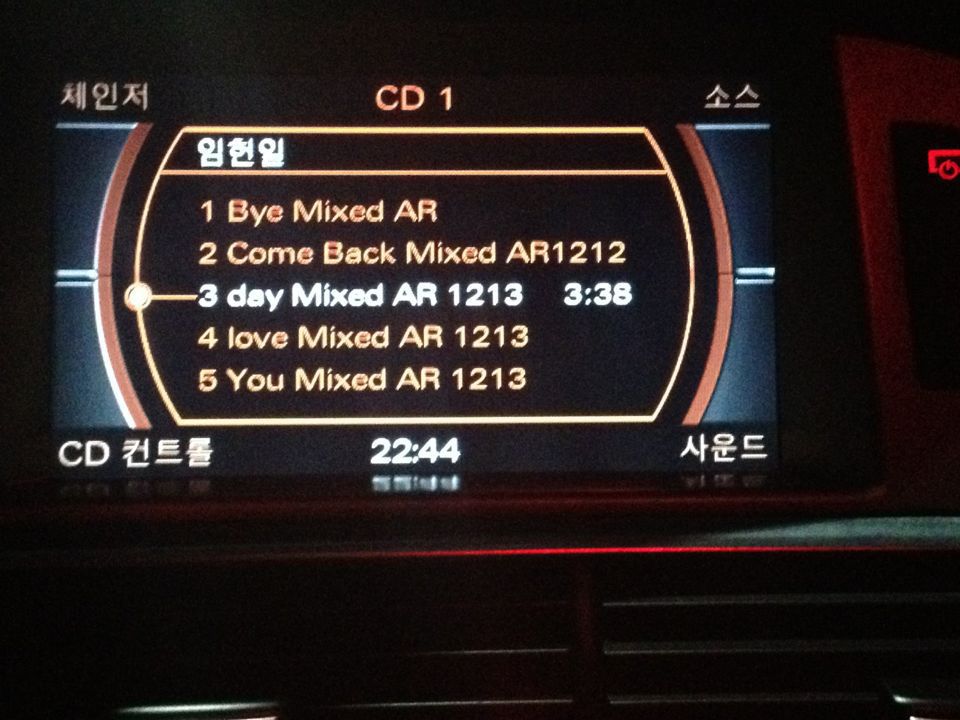 체인저 CD 1 소스
임헌일
1 Bye Mixed AR
2 Come Back Mixed AR1212
3 day Mixed AR 1213 3:38
4 love Mixed AR 1213
5 You Mixed AR 1213
CD 컨트롤 22:44 사운드